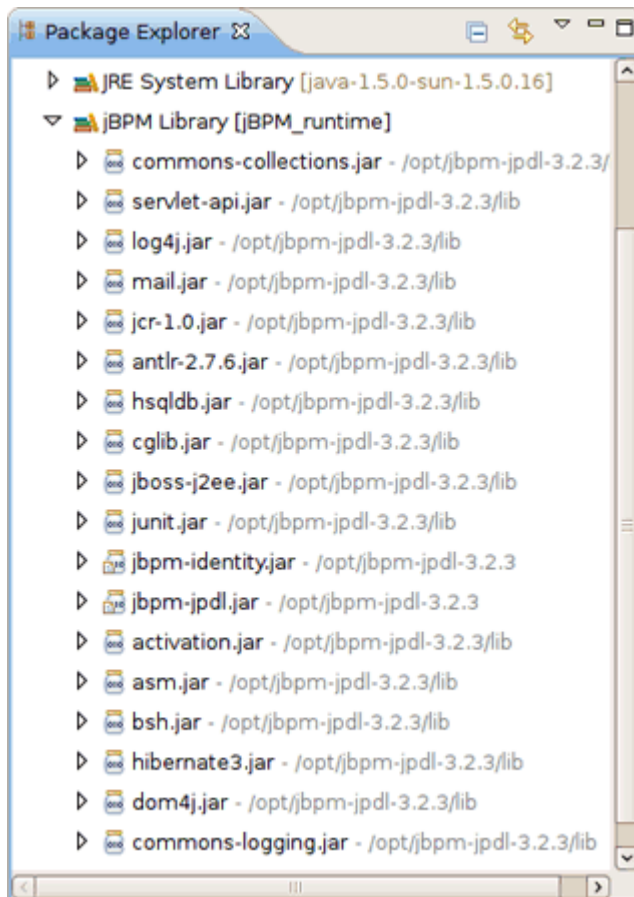 Package Explorer
JRE System Library [java-1.5.0-sun-1.5.0.16]
jBPM Library [jBPM_runtime]
commons-collections.jar - /opt/jbpm-jpdl-3.2.3/
servlet-api.jar - /opt/jbpm-jpdl-3.2.3/lib
log4j.jar - /opt/jbpm-jpdl-3.2.3/lib
mail.jar - /opt/jbpm-jpdl-3.2.3/lib
jcr-1.0.jar - /opt/jbpm-jpdl-3.2.3/lib
antlr-2.7.6.jar - /opt/jbpm-jpdl-3.2.3/lib
hsqldb.jar - /opt/jbpm-jpdl-3.2.3/lib
cglib.jar - /opt/jbpm-jpdl-3.2.3/lib
jboss-j2ee.jar - /opt/jbpm-jpdl-3.2.3/lib
junit.jar - /opt/jbpm-jpdl-3.2.3/lib
jbpm-identity.jar - /opt/jbpm-jpdl-3.2.3
jbpm-jpdl.jar - /opt/jbpm-jpdl-3.2.3
activation.jar - /opt/jbpm-jpdl-3.2.3/lib
asm.jar - /opt/jbpm-jpdl-3.2.3/lib
bsh.jar - /opt/jbpm-jpdl-3.2.3/lib
hibernate3.jar - /opt/jbpm-jpdl-3.2.3/lib
dom4j.jar - /opt/jbpm-jpdl-3.2.3/lib
commons-logging.jar - /opt/jbpm-jpdl-3.2.3/lib